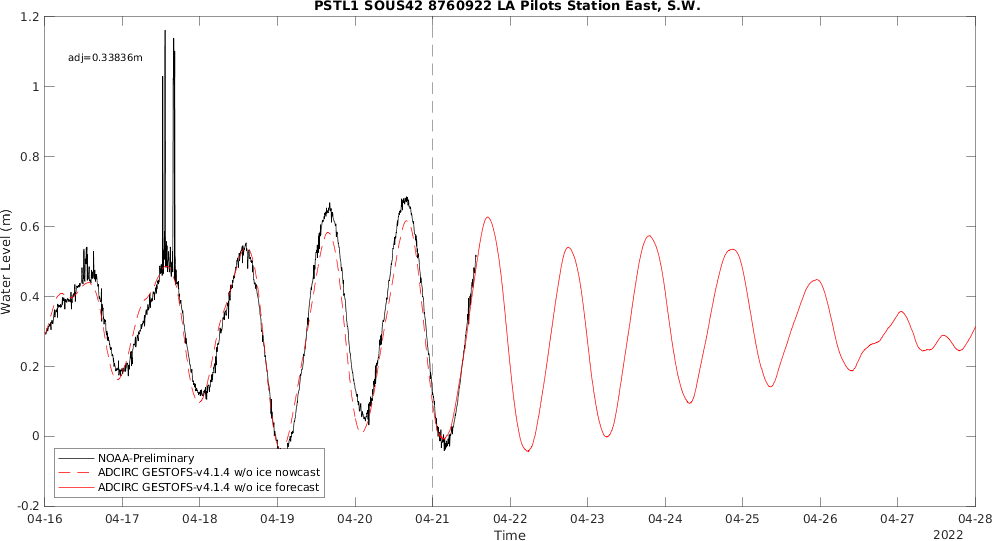 PSTL1 SOUS42 8760922 LA Pilots Station East, S.W.
adj=0.33836m
Water Level (m)
1.2
1
0.8
0.6
0.4
0.2
0
-0.2
NOAA-Preliminary
ADCIRC GESTOFS-v4.1.4 w/o ice nowcast
ADCIRC GESTOFS-v4.1.4 w/o ice forecast
04-16 04-17 04-18 04-19 04-20 04-21 04-22 04-23 04-24 04-25 04-26 04-27 04-28
Time
2022